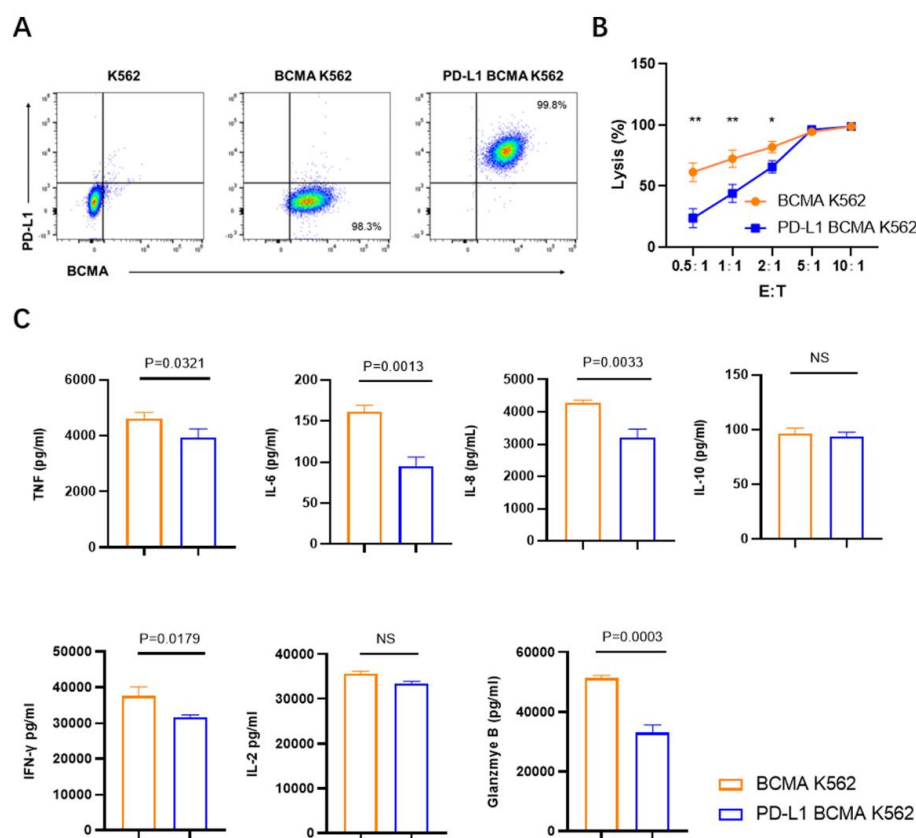 A
K562
BCMA K562
PD-L1 BCMA K562
99.8%
98.3%
PD-L1
BCMA
B
150
100
50
0
Lysis (%)
**
**
*
BCMA K562
PD-L1 BCMA K562
0.5:1
1:1
2:1
5:1
10:1
E:T
C
P=0.0321
6000
4000
2000
0
TNF (pg/ml)
P=0.0013
200
150
100
50
0
IL-6 (pg/ml)
P=0.0033
5000
4000
3000
2000
1000
0
IL-8 (pg/mL)
NS
150
100
50
0
IL-10 (pg/ml)
P=0.0179
50000
40000
30000
20000
10000
0
IFN-γ pg/ml
NS
40000
30000
20000
10000
0
IL-2 pg/ml
P=0.0003
60000
40000
20000
0
Glanzmye B (pg/ml)
BCMA K562
PD-L1 BCMA K562